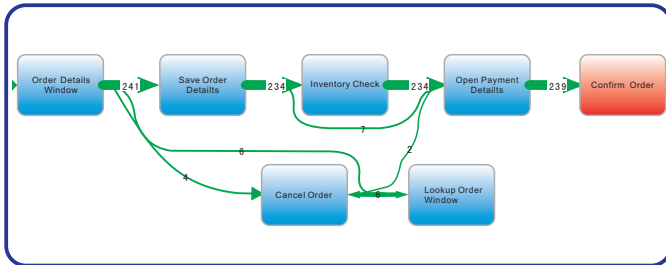 Order Details
Window
241
Save Order
Detailts
234
Inventory Check
234
Open Payment
Detailts
239
Confirm Order
7
6
2
4
Cancel Order
6
Lookup Order
Window